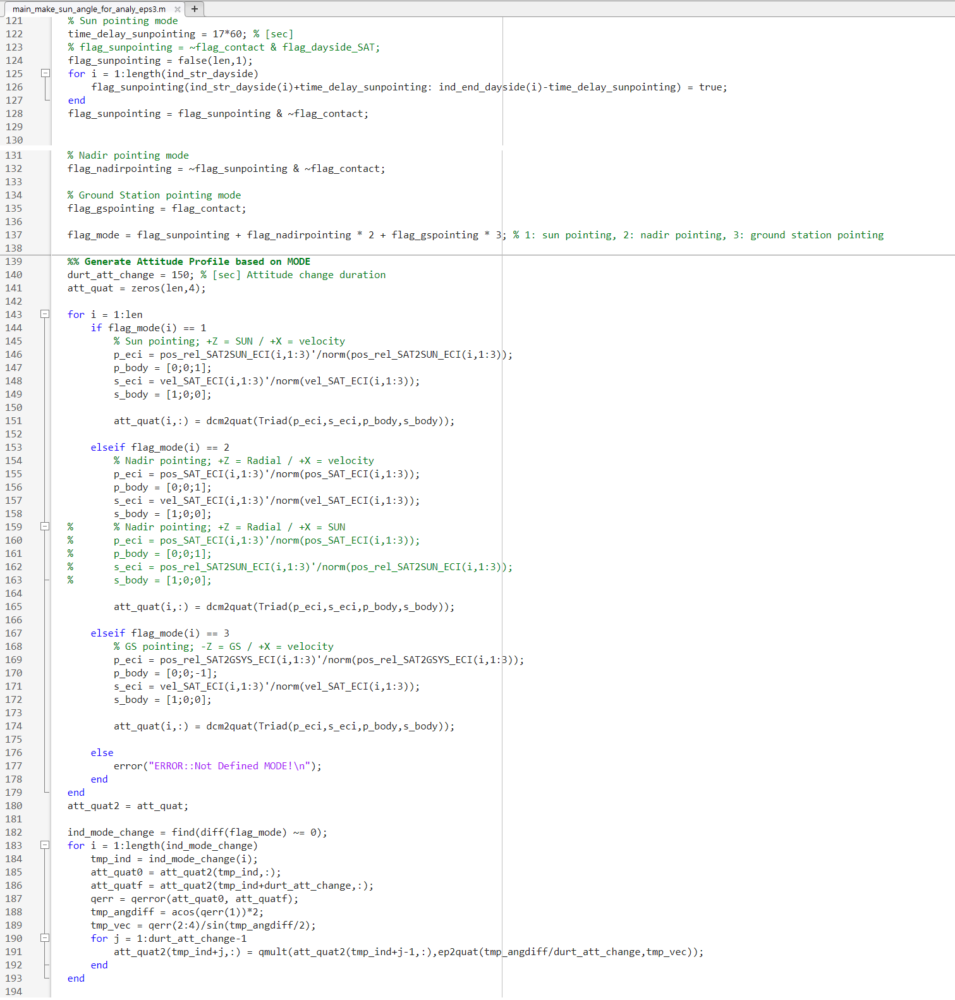 main_make_sun_angle_for_analy_eps3.m × +
121 % Sun pointing mode
122 time_delay_sunpointing = 17*60; % [sec]
123 % flag_sunpointing = ~flag_contact & flag_dayside_SAT;
124 flag_sunpointing = false(len,1);
125 for i = 1:length(ind_str_dayside)
126     flag_sunpointing(ind_str_dayside(i)+time_delay_sunpointing: ind_end_dayside(i)-time_delay_sunpointing) = true;
127 end
128 flag_sunpointing = flag_sunpointing & ~flag_contact;
129
130
131 % Nadir pointing mode
132 flag_nadirpointing = ~flag_sunpointing & ~flag_contact;
133
134 % Ground Station pointing mode
135 flag_gspointing = flag_contact;
136
137 flag_mode = flag_sunpointing + flag_nadirpointing * 2 + flag_gspointing * 3; % 1: sun pointing, 2: nadir pointing, 3: ground station pointing
138
139 %% Generate Attitude Profile based on MODE
140 durt_att_change = 150; % [sec] Attitude change duration
141 att_quat = zeros(len,4);
142
143 for i = 1:len
144     if flag_mode(i) == 1
145         % Sun pointing; +Z = SUN / +X = velocity
146         p_eci = pos_rel_SAT2SUN_ECI(i,1:3)'/norm(pos_rel_SAT2SUN_ECI(i,1:3));
147         p_body = [0;0;1];
148         s_eci = vel_SAT_ECI(i,1:3)'/norm(vel_SAT_ECI(i,1:3));
149         s_body = [1;0;0];
150
151         att_quat(i,:) = dcm2quat(Triad(p_eci,s_eci,p_body,s_body));
152
153     elseif flag_mode(i) == 2
154         % Nadir pointing; +Z = Radial / +X = velocity
155         p_eci = pos_SAT_ECI(i,1:3)'/norm(pos_SAT_ECI(i,1:3));
156         p_body = [0;0;1];
157         s_eci = vel_SAT_ECI(i,1:3)'/norm(vel_SAT_ECI(i,1:3));
158         s_body = [1;0;0];
159 %       % Nadir pointing; +Z = Radial / +X = SUN
160 %       p_eci = pos_SAT_ECI(i,1:3)'/norm(pos_SAT_ECI(i,1:3));
161 %       p_body = [0;0;1];
162 %       s_eci = pos_rel_SAT2SUN_ECI(i,1:3)'/norm(pos_rel_SAT2SUN_ECI(i,1:3));
163 %       s_body = [1;0;0];
164
165         att_quat(i,:) = dcm2quat(Triad(p_eci,s_eci,p_body,s_body));
166
167     elseif flag_mode(i) == 3
168         % GS pointing; -Z = GS / +X = velocity
169         p_eci = pos_rel_SAT2GSYS_ECI(i,1:3)'/norm(pos_rel_SAT2GSYS_ECI(i,1:3));
170         p_body = [0;0;-1];
171         s_eci = vel_SAT_ECI(i,1:3)'/norm(vel_SAT_ECI(i,1:3));
172         s_body = [1;0;0];
173
174         att_quat(i,:) = dcm2quat(Triad(p_eci,s_eci,p_body,s_body));
175
176     else
177         error("ERROR::Not Defined MODE!\n");
178     end
179 end
180 att_quat2 = att_quat;
181
182 ind_mode_change = find(diff(flag_mode) ~= 0);
183 for i = 1:length(ind_mode_change)
184     tmp_ind = ind_mode_change(i);
185     att_quat0 = att_quat2(tmp_ind,:);
186     att_quatf = att_quat2(tmp_ind+durt_att_change,:);
187     qerr = qerror(att_quat0, att_quatf);
188     tmp_angdiff = acos(qerr(1))*2;
189     tmp_vec = qerr(2:4)/sin(tmp_angdiff/2);
190     for j = 1:durt_att_change-1
191         att_quat2(tmp_ind+j,:) = qmult(att_quat2(tmp_ind+j-1,:),ep2quat(tmp_angdiff/durt_att_change,tmp_vec));
192     end
193 end
194